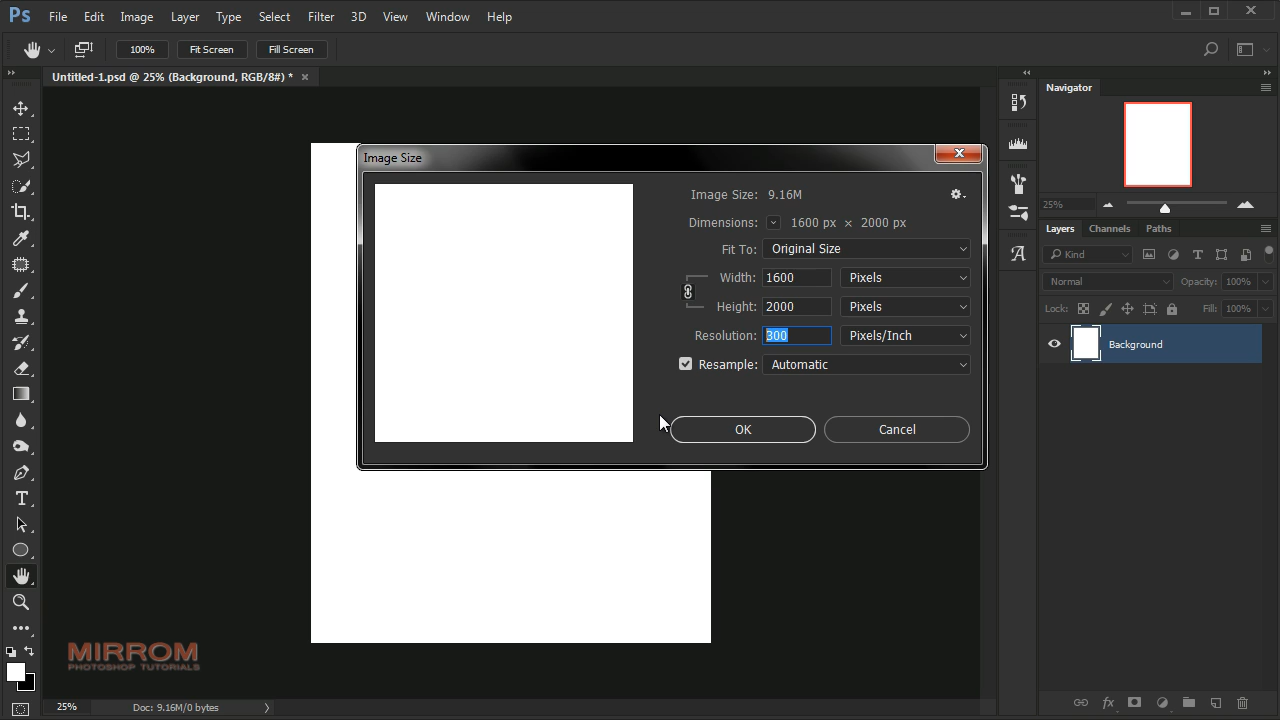 Ps File Edit Image Layer Type Select Filter 3D View Window Help
100% Fit Screen Fill Screen
Untitled-1.psd @ 25% (Background, RGB/8#) * ×
Navigator
25%
Image Size
Image Size: 9.16M
Dimensions: 1600 px × 2000 px
Fit To: Original Size
Width: 1600 Pixels
Height: 2000 Pixels
Resolution: 300 Pixels/Inch
Resample: Automatic
OK Cancel
Layers Channels Paths
Kind
Normal Opacity: 100%
Lock: Fill: 100%
Background
MIRROM
PHOTOSHOP TUTORIALS
25% Doc: 9.16M/0 bytes